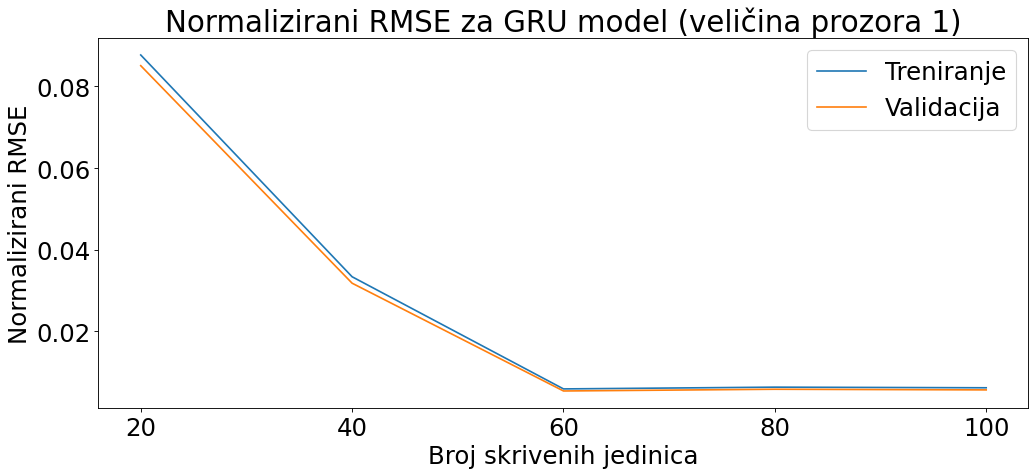 Normalizirani RMSE za GRU model (veličina prozora 1)
Treniranje
Validacija
Normalizirani RMSE
0.08
0.06
0.04
0.02
20 40 60 80 100
Broj skrivenih jedinica